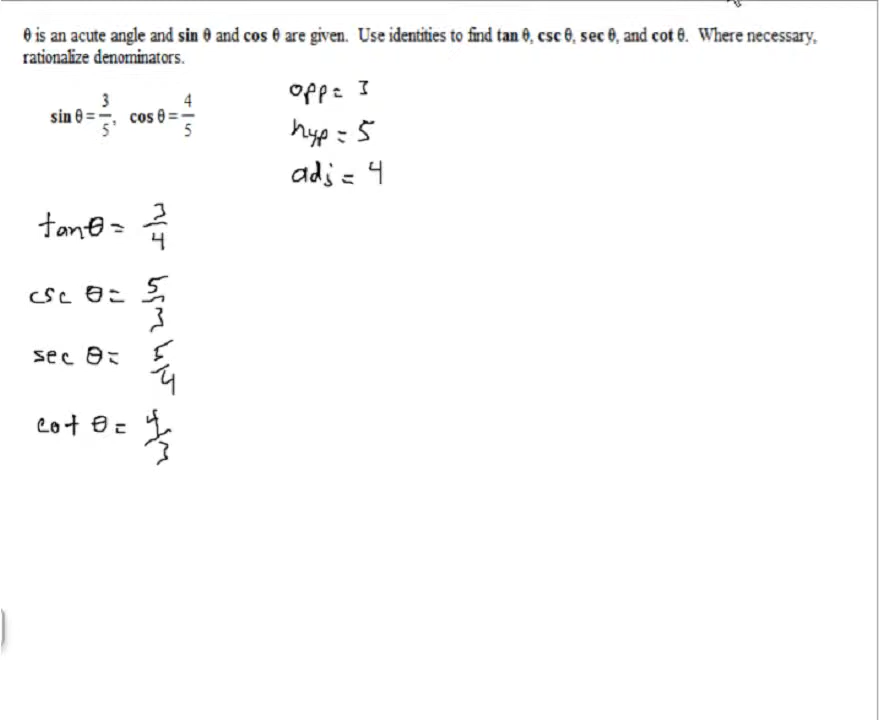 θ is an acute angle and sin θ and cos θ are given. Use identities to find tan θ, csc θ, sec θ, and cot θ. Where necessary,
rationalize denominators.
sin θ = 3/5, cos θ = 4/5
opp = 3
hyp = 5
adj = 4
tan θ = 3/4
csc θ = 5/3
sec θ = 5/4
cot θ = 4/3